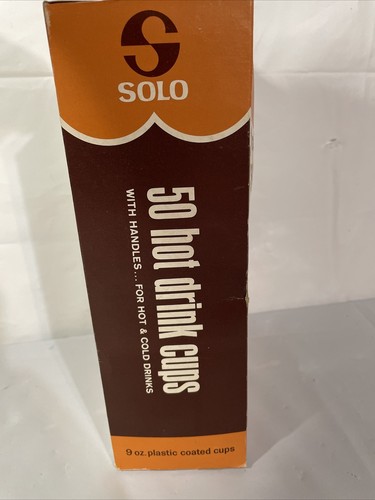 SOLO
50 hot drink cups
WITH HANDLES... FOR HOT & COLD DRINKS
9 oz. plastic coated cups